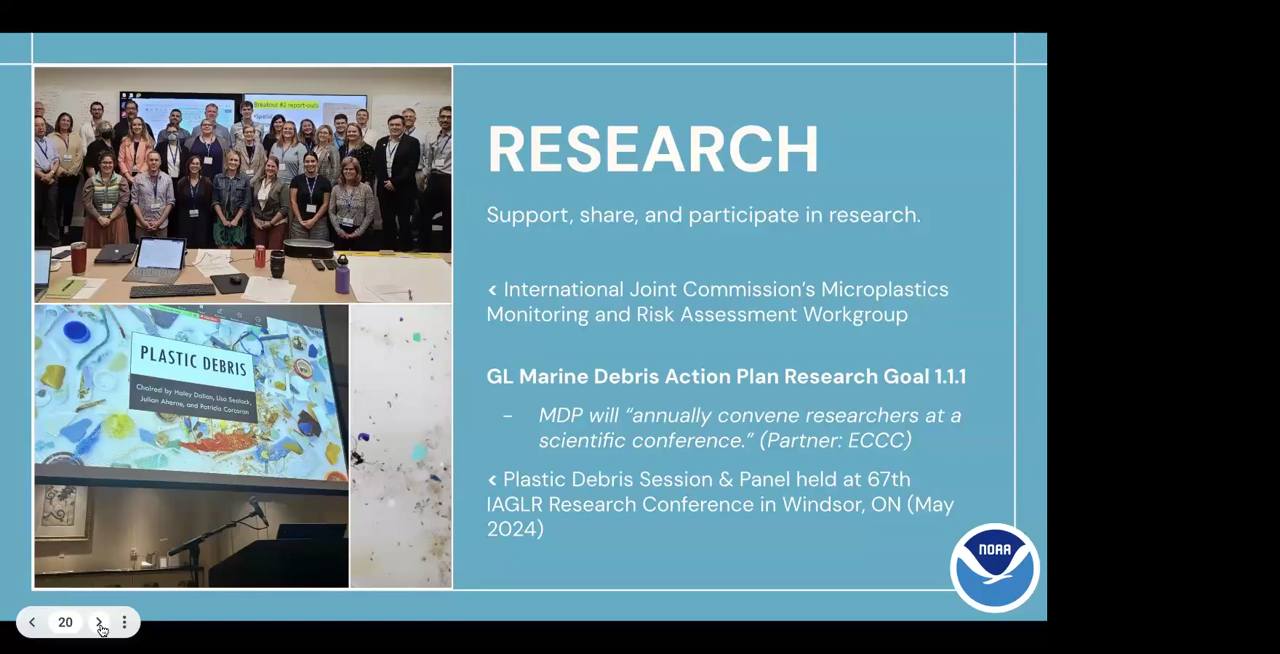 Breakout #2 report-outs
PLASTIC DEBRIS
Chaired by Hayley Dalton, Lisa Sealock,
Julian Aherne, and Patricia Corcoran
RESEARCH
Support, share, and participate in research.
< International Joint Commission’s Microplastics
Monitoring and Risk Assessment Workgroup
GL Marine Debris Action Plan Research Goal 1.1.1
- MDP will “annually convene researchers at a
scientific conference.” (Partner: ECCC)
< Plastic Debris Session & Panel held at 67th
IAGLR Research Conference in Windsor, ON (May
2024)
NOAA
20